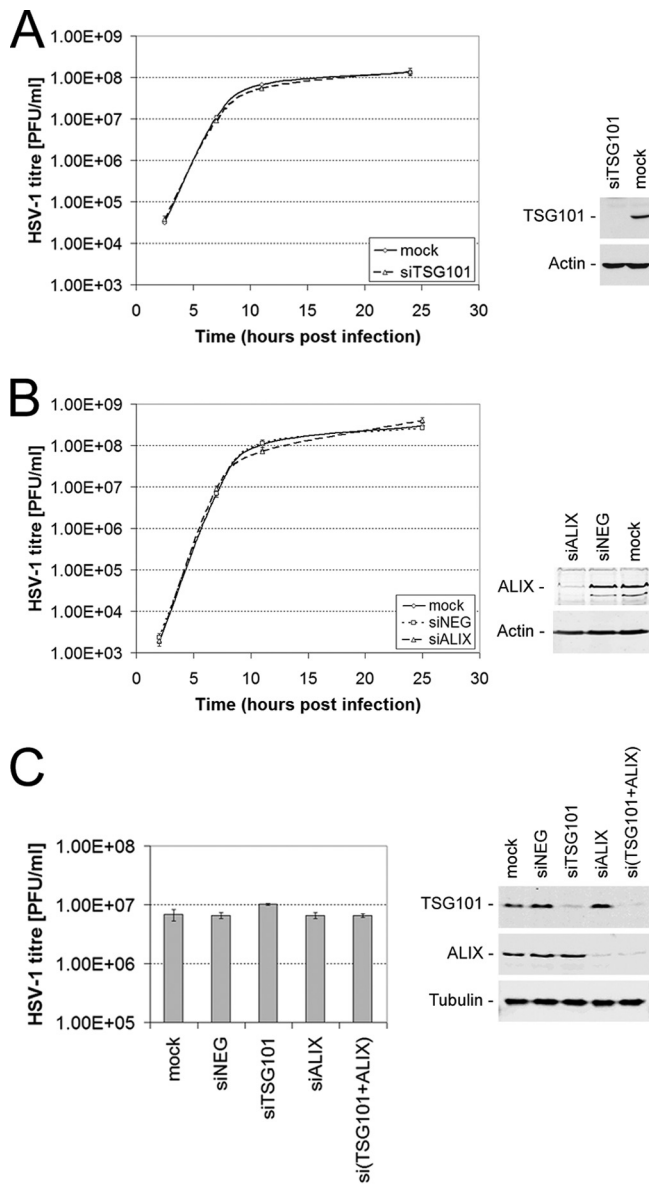 A
HSV-1 titre [PFU/ml]
1.00E+09
1.00E+08
1.00E+07
1.00E+06
1.00E+05
1.00E+04
1.00E+03
0 5 10 15 20 25 30
Time (hours post infection)
mock
siTSG101
siTSG101
mock
TSG101 -
Actin -
B
HSV-1 titre [PFU/ml]
1.00E+09
1.00E+08
1.00E+07
1.00E+06
1.00E+05
1.00E+04
1.00E+03
0 5 10 15 20 25 30
Time (hours post infection)
mock
siNEG
siALIX
siALIX
siNEG
mock
ALIX -
Actin -
C
HSV-1 titre [PFU/ml]
1.00E+08
1.00E+07
1.00E+06
1.00E+05
mock
siNEG
siTSG101
siALIX
si(TSG101+ALIX)
mock
siNEG
siTSG101
siALIX
si(TSG101+ALIX)
TSG101 -
ALIX -
Tubulin -